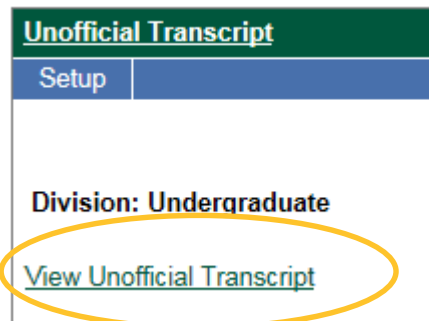 Unofficial Transcript
Setup
Division: Undergraduate
View Unofficial Transcript